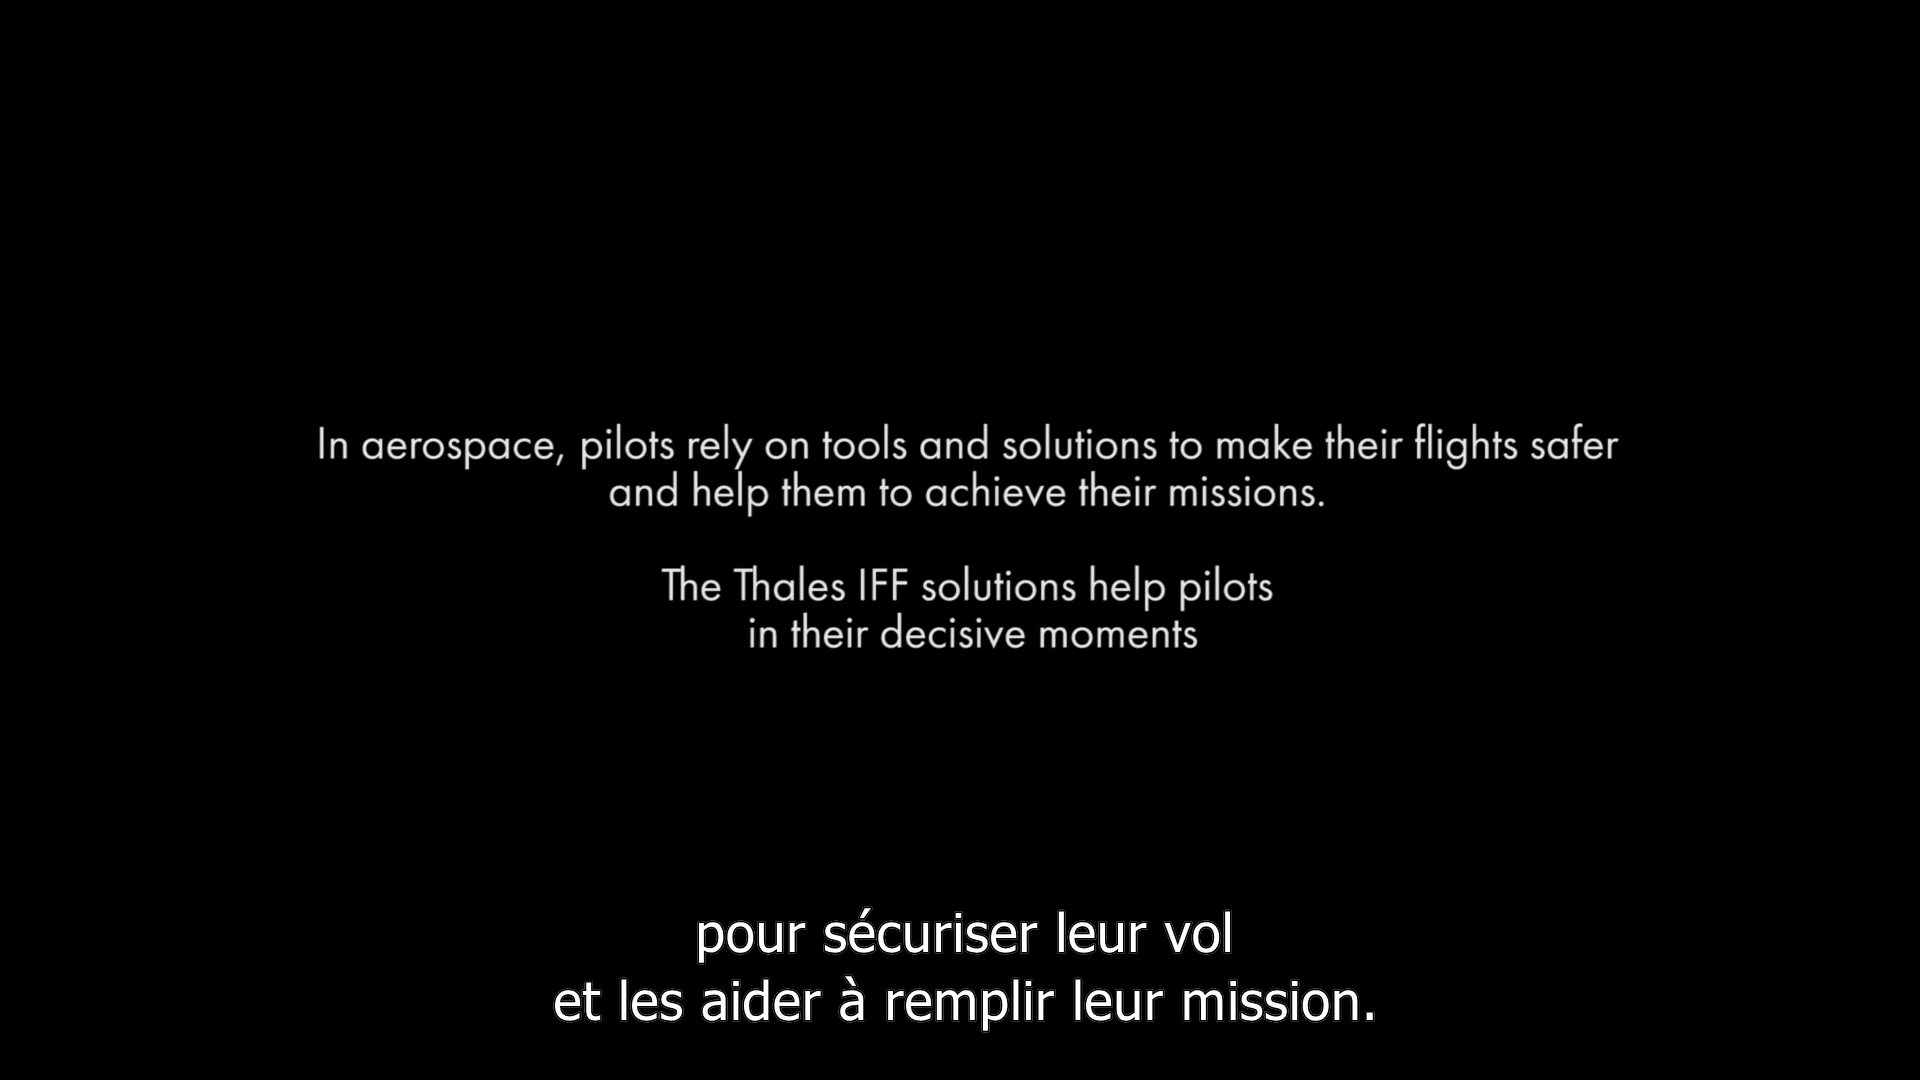 In aerospace, pilots rely on tools and solutions to make their flights safer
and help them to achieve their missions.
The Thales IFF solutions help pilots
in their decisive moments
pour sécuriser leur vol
et les aider à remplir leur mission.